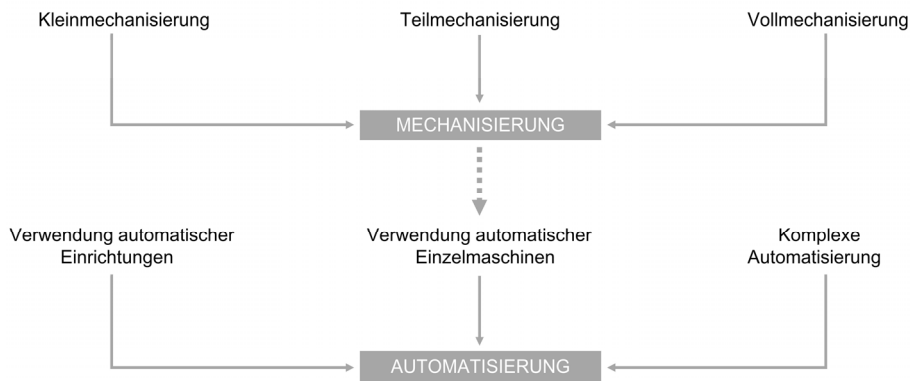 Kleinmechanisierung
Teilmechanisierung
Vollmechanisierung
MECHANISIERUNG
Verwendung automatischer
Einrichtungen
Verwendung automatischer
Einzelmaschinen
Komplexe
Automatisierung
AUTOMATISIERUNG